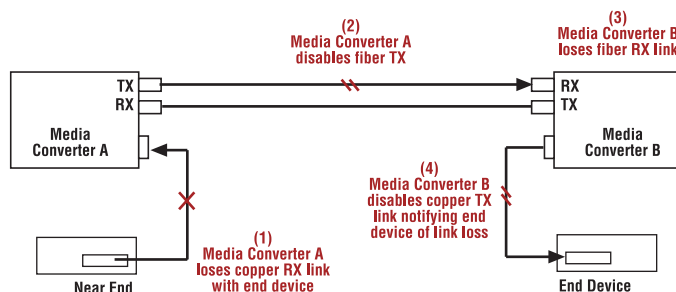 (2)
Media Converter A
disables fiber TX
(3)
Media Converter B
loses fiber RX link
TX
RX
Media
Converter A
RX
TX
Media
Converter B
(4)
Media Converter B
disables copper TX
link notifying end
device of link loss
(1)
Media Converter A
loses copper RX link
with end device
Near End
End Device